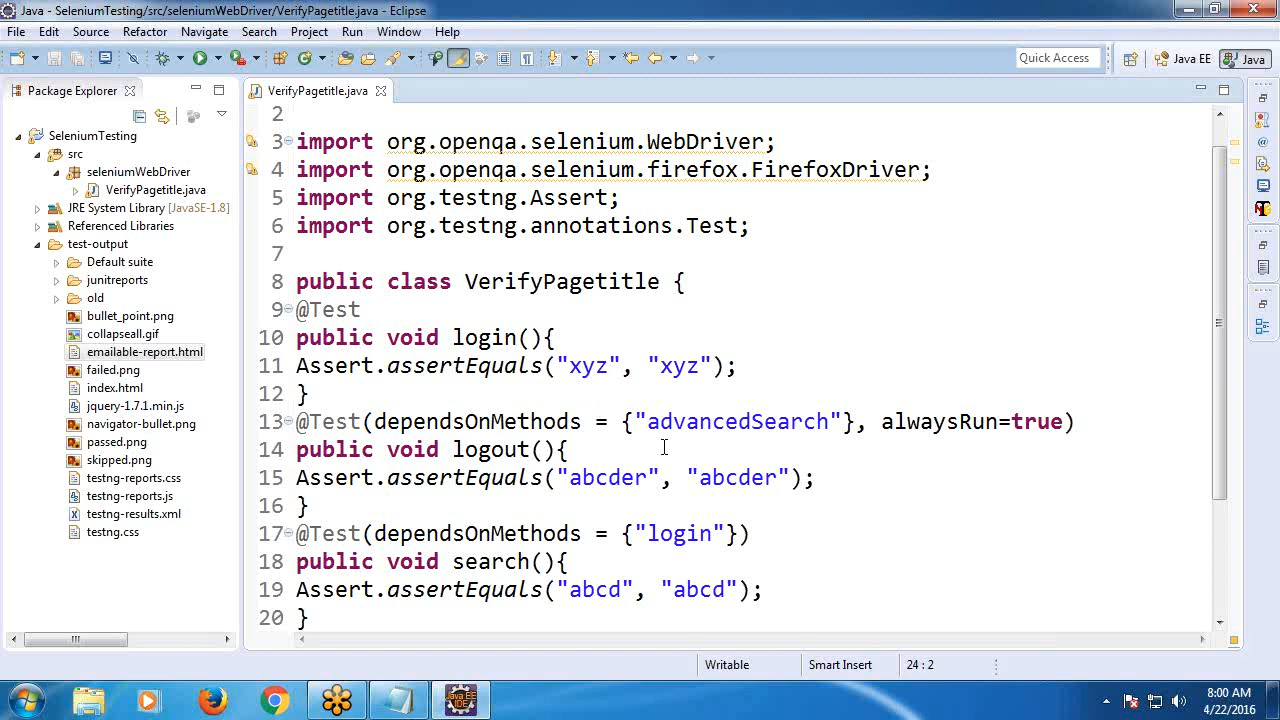 Java - SeleniumTesting/src/seleniumWebDriver/VerifyPagetitle.java - Eclipse
File Edit Source Refactor Navigate Search Project Run Window Help
Quick Access Java EE Java
Package Explorer
VerifyPagetitle.java
SeleniumTesting
src
seleniumWebDriver
VerifyPagetitle.java
JRE System Library [JavaSE-1.8]
Referenced Libraries
test-output
Default suite
junitreports
old
bullet_point.png
collapseall.gif
emailable-report.html
failed.png
index.html
jquery-1.7.1.min.js
navigator-bullet.png
passed.png
skipped.png
testng-reports.css
testng-reports.js
testng-results.xml
testng.css
2
3 import org.openqa.selenium.WebDriver;
4 import org.openqa.selenium.firefox.FirefoxDriver;
5 import org.testng.Assert;
6 import org.testng.annotations.Test;
7
8 public class VerifyPagetitle {
9 @Test
10 public void login(){
11 Assert.assertEquals("xyz", "xyz");
12 }
13 @Test(dependsOnMethods = {"advancedSearch"}, alwaysRun=true)
14 public void logout(){
15 Assert.assertEquals("abcder", "abcder");
16 }
17 @Test(dependsOnMethods = {"login"})
18 public void search(){
19 Assert.assertEquals("abcd", "abcd");
20 }
Writable Smart Insert 24 : 2
Java EE
IDE
8:00 AM
4/22/2016